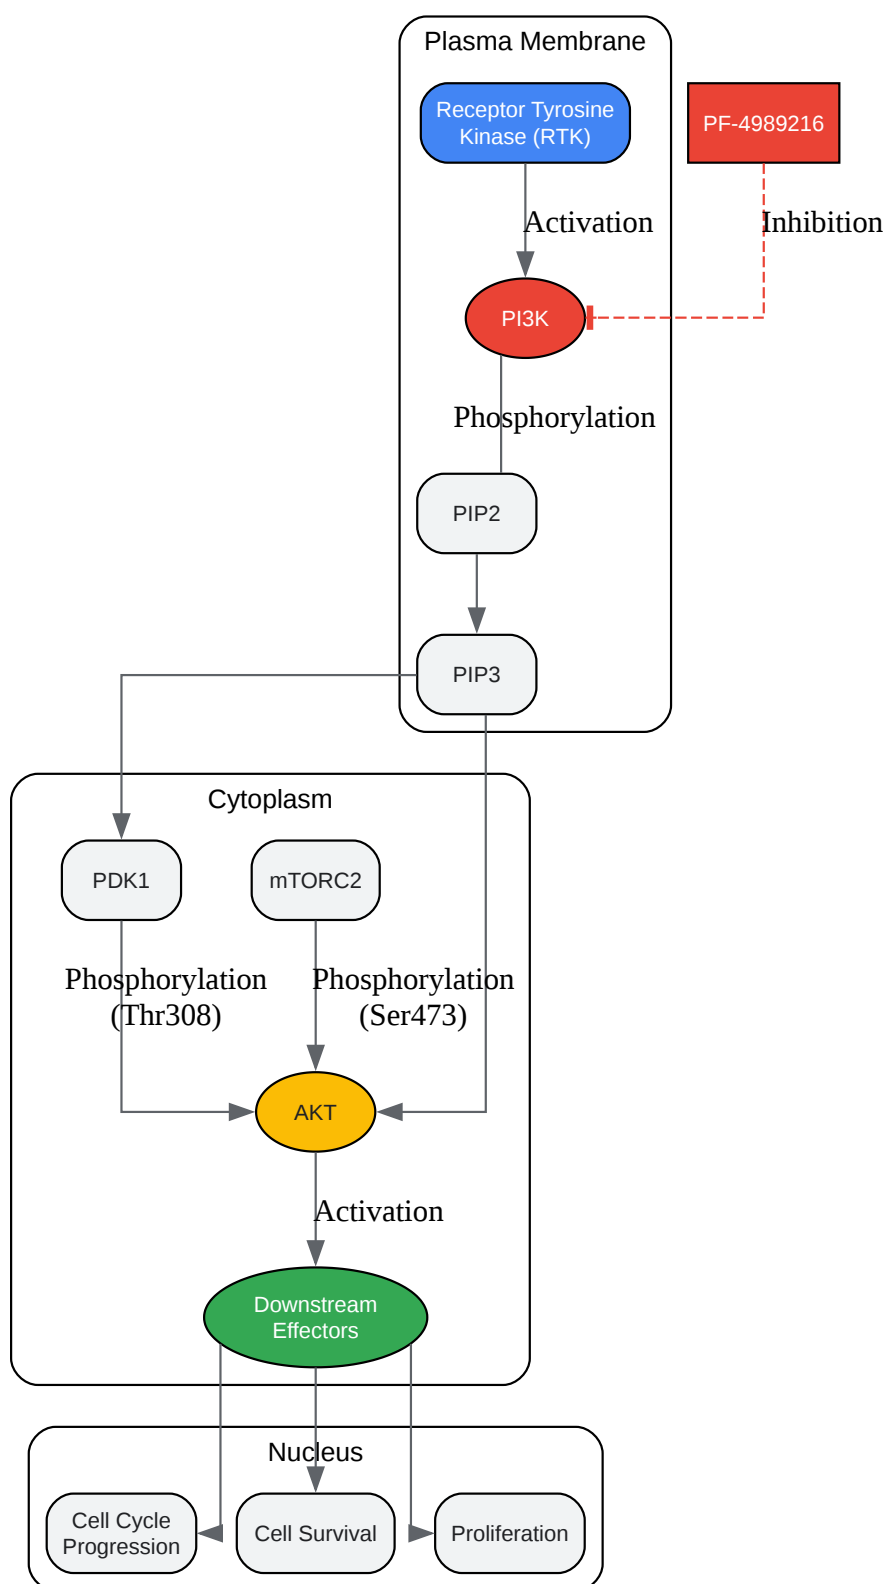 Plasma Membrane
Receptor Tyrosine
Kinase (RTK)
PF-4989216
Activation
Inhibition
PI3K
Phosphorylation
PIP2
PIP3
Cytoplasm
PDK1
mTORC2
Phosphorylation
(Thr308)
Phosphorylation
(Ser473)
AKT
Activation
Downstream
Effectors
Nucleus
Cell Cycle
Progression
Cell Survival
Proliferation